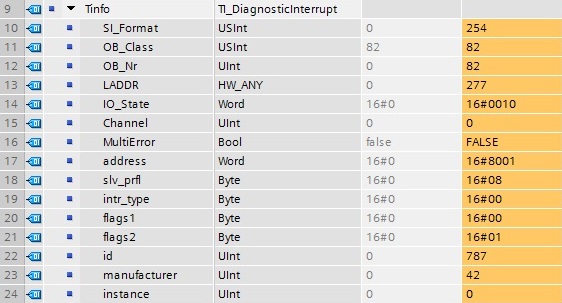 9 Tinfo TI_DiagnosticInterrupt
10 SI_Format USInt 0 254
11 OB_Class USInt 82 82
12 OB_Nr UInt 0 82
13 LADDR HW_ANY 0 277
14 IO_State Word 16#0 16#0010
15 Channel UInt 0 0
16 MultiError Bool false FALSE
17 address Word 16#0 16#8001
18 slv_prfl Byte 16#0 16#08
19 intr_type Byte 16#0 16#00
20 flags1 Byte 16#0 16#00
21 flags2 Byte 16#0 16#01
22 id UInt 0 787
23 manufacturer UInt 0 42
24 instance UInt 0 0